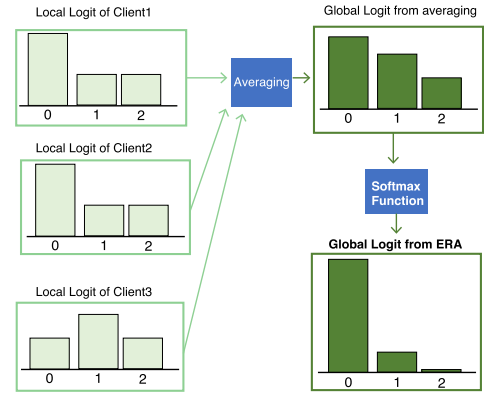 Local Logit of Client1
0 1 2
Local Logit of Client2
0 1 2
Local Logit of Client3
0 1 2
Averaging
Global Logit from averaging
0 1 2
Softmax
Function
Global Logit from ERA
0 1 2